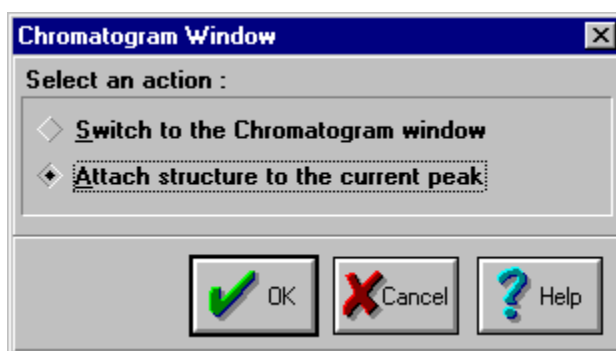 Chromatogram Window
Select an action :
Switch to the Chromatogram window
Attach structure to the current peak
OK Cancel Help